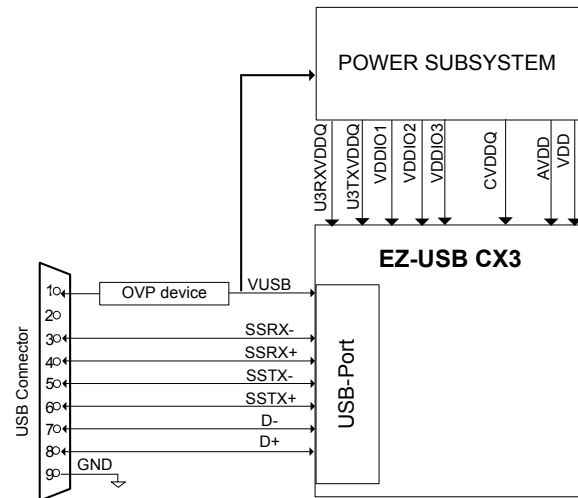 POWER SUBSYSTEM
U3RXVDDQ
U3TXVDDQ
VDDIO1
VDDIO2
VDDIO3
CVDDQ
AVDD
VDD
EZ-USB CX3
USB-Port
USB Connector
1 OVP device VUSB
2
3 SSRX-
4 SSRX+
5 SSTX-
6 SSTX+
7 D-
8 D+
9 GND